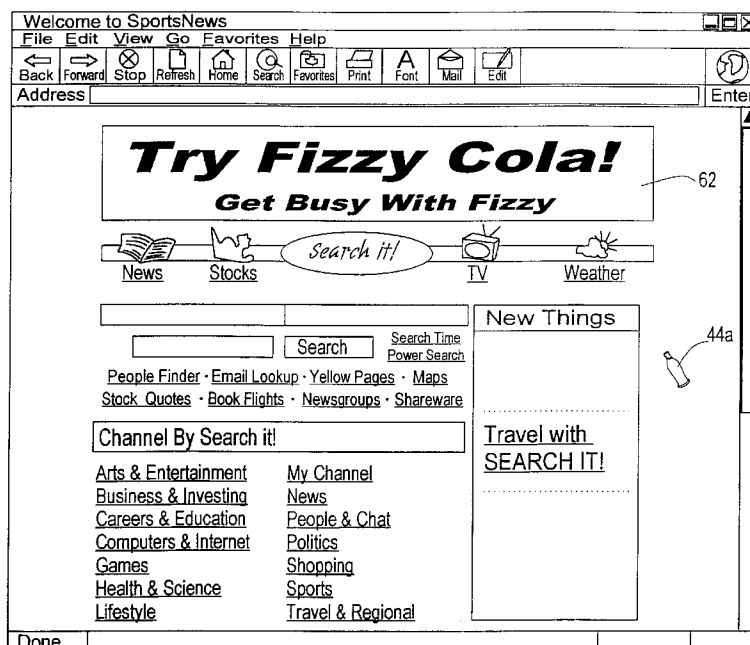 Welcome to SportsNews
File Edit View Go Favorites Help
Back Forward Stop Refresh Home Search Favorites Print Font Mail Edit
Address
Try Fizzy Cola!
Get Busy With Fizzy
62
Search it!
News Stocks TV Weather
New Things
Search
Search Time
Power Search
44a
People Finder · Email Lookup · Yellow Pages · Maps
Stock Quotes · Book Flights · Newsgroups · Shareware
Channel By Search it!
Travel with
SEARCH IT!
Arts & Entertainment My Channel
Business & Investing News
Careers & Education People & Chat
Computers & Internet Politics
Games Shopping
Health & Science Sports
Lifestyle Travel & Regional
Done